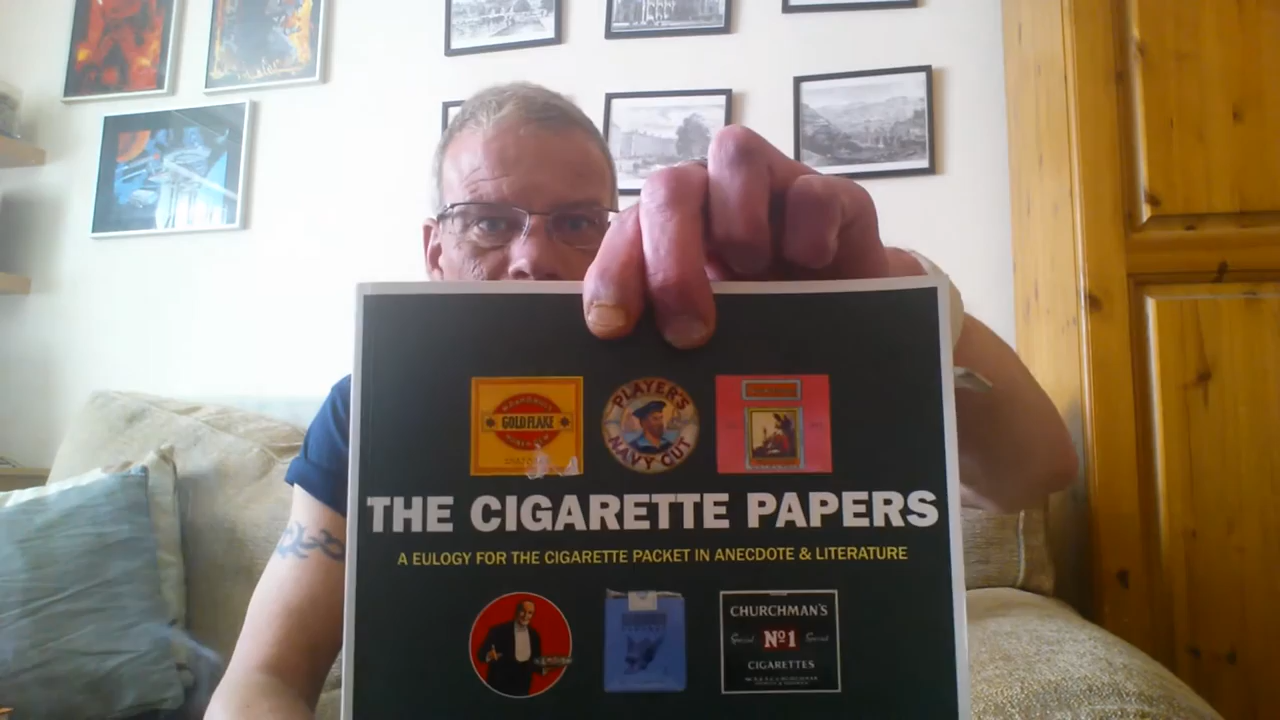 GOLD FLAKE
PLAYER'S
NAVY CUT
THE CIGARETTE PAPERS
A EULOGY FOR THE CIGARETTE PACKET IN ANECDOTE & LITERATURE
CHURCHMAN'S
Special Nº1 Special
CIGARETTES